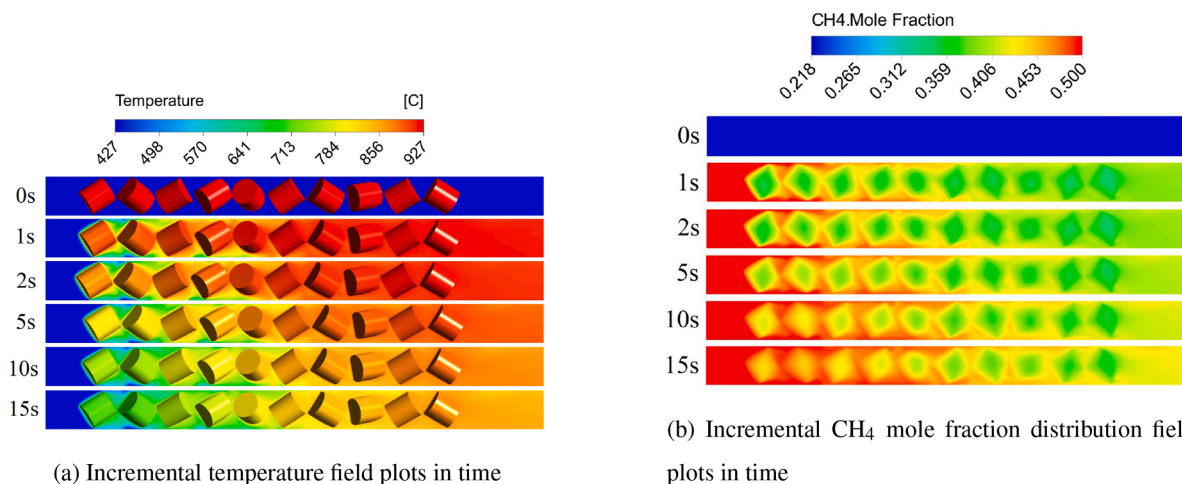 Temperature [C]
427 498 570 641 713 784 856 927
0s
1s
2s
5s
10s
15s
(a) Incremental temperature field plots in time
CH4.Mole Fraction
0.218 0.265 0.312 0.359 0.406 0.453 0.500
0s
1s
2s
5s
10s
15s
(b) Incremental CH₄ mole fraction distribution fiel
plots in time